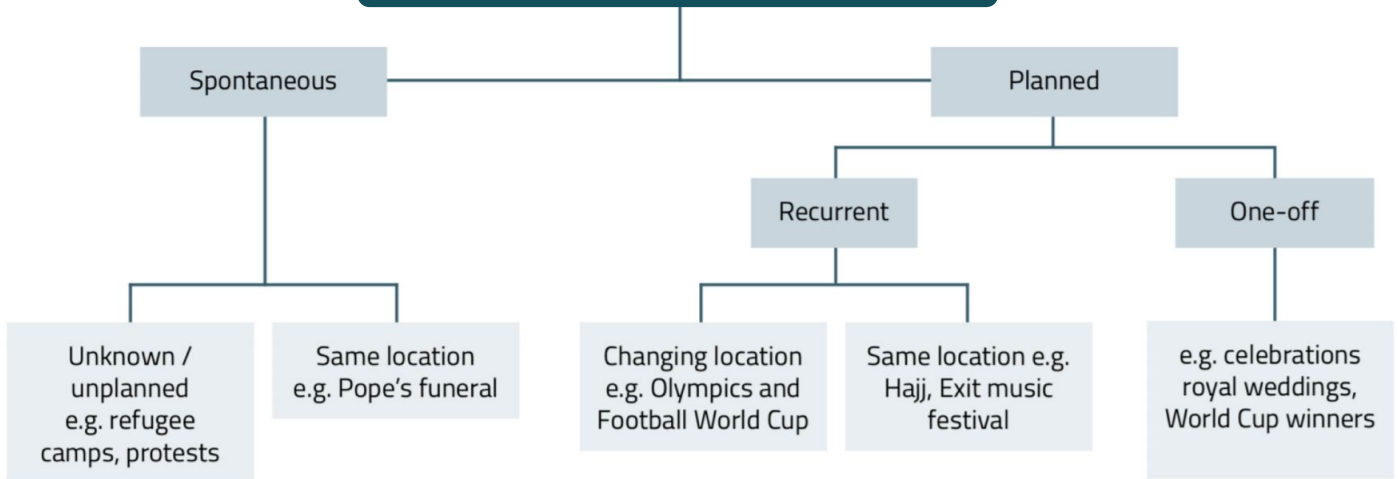 Spontaneous
Planned
Recurrent
One-off
Unknown /
unplanned
e.g. refugee
camps, protests
Same location
e.g. Pope's funeral
Changing location
e.g. Olympics and
Football World Cup
Same location e.g.
Hajj, Exit music
festival
e.g. celebrations
royal weddings,
World Cup winners